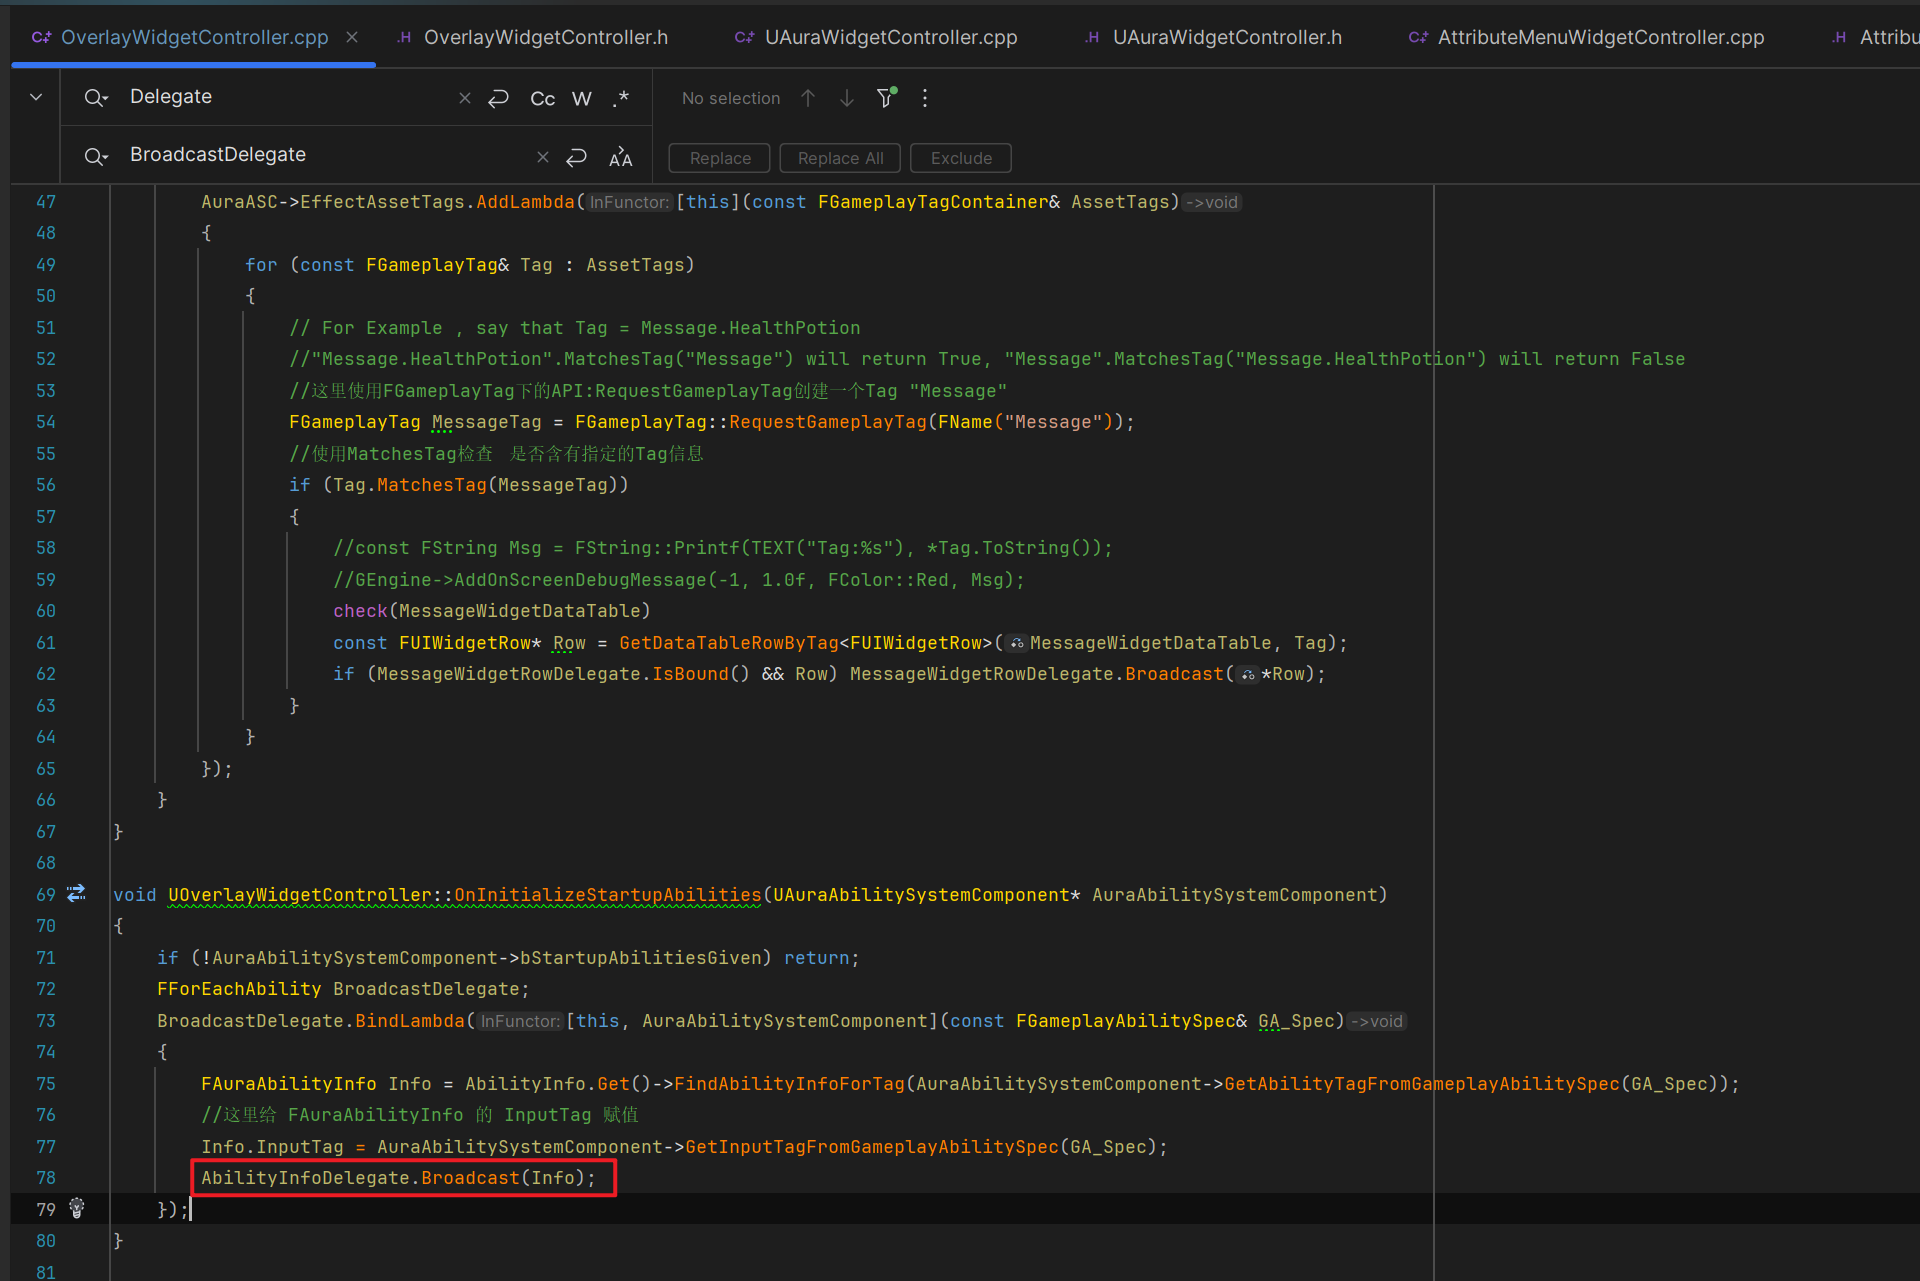 OverlayWidgetController.cpp
OverlayWidgetController.h
UAuraWidgetController.cpp
UAuraWidgetController.h
AttributeMenuWidgetController.cpp
Attribu
Delegate
Cc W .*
No selection
BroadcastDelegate
Replace
Replace All
Exclude
47 AuraASC->EffectAssetTags.AddLambda(InFunctor:[this](const FGameplayTagContainer& AssetTags)->void
48 {
49 for (const FGameplayTag& Tag : AssetTags)
50 {
51 // For Example , say that Tag = Message.HealthPotion
52 //"Message.HealthPotion".MatchesTag("Message") will return True, "Message".MatchesTag("Message.HealthPotion") will return False
53 //这里使用FGameplayTag下的API:RequestGameplayTag创建一个Tag "Message"
54 FGameplayTag MessageTag = FGameplayTag::RequestGameplayTag(FName("Message"));
55 //使用MatchesTag检查 是否含有指定的Tag信息
56 if (Tag.MatchesTag(MessageTag))
57 {
58 //const FString Msg = FString::Printf(TEXT("Tag:%s"), *Tag.ToString());
59 //GEngine->AddOnScreenDebugMessage(-1, 1.0f, FColor::Red, Msg);
60 check(MessageWidgetDataTable)
61 const FUIWidgetRow* Row = GetDataTableRowByTag<FUIWidgetRow>(MessageWidgetDataTable, Tag);
62 if (MessageWidgetRowDelegate.IsBound() && Row) MessageWidgetRowDelegate.Broadcast(*Row);
63 }
64 }
65 });
66 }
67 }
68
69 void UOverlayWidgetController::OnInitializeStartupAbilities(UAuraAbilitySystemComponent* AuraAbilitySystemComponent)
70 {
71 if (!AuraAbilitySystemComponent->bStartupAbilitiesGiven) return;
72 FForEachAbility BroadcastDelegate;
73 BroadcastDelegate.BindLambda(InFunctor:[this, AuraAbilitySystemComponent](const FGameplayAbilitySpec& GA_Spec)->void
74 {
75 FAuraAbilityInfo Info = AbilityInfo.Get()->FindAbilityInfoForTag(AuraAbilitySystemComponent->GetAbilityTagFromGameplayAbilitySpec(GA_Spec));
76 //这里给 FAuraAbilityInfo 的 InputTag 赋值
77 Info.InputTag = AuraAbilitySystemComponent->GetInputTagFromGameplayAbilitySpec(GA_Spec);
78 AbilityInfoDelegate.Broadcast(Info);
79 });
80 }
81